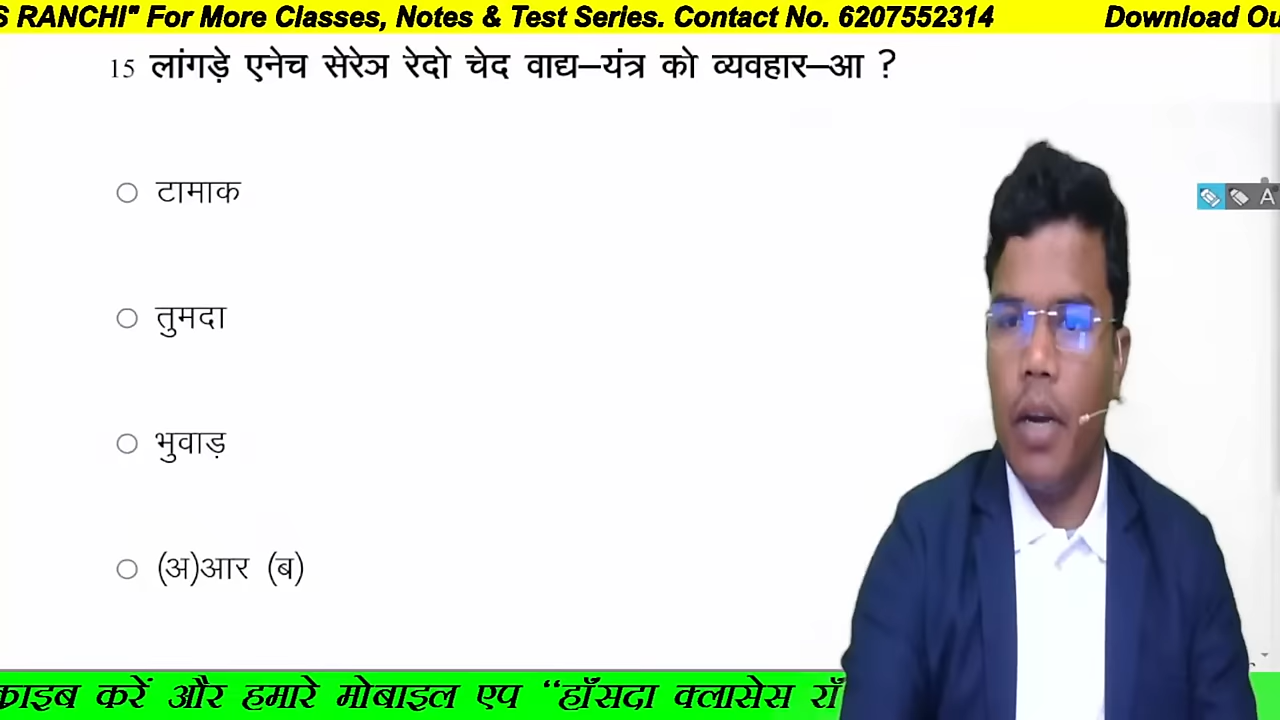 S RANCHI" For More Classes, Notes & Test Series. Contact No. 6207552314 Download Ou
15 लांगड़े एनेच सेरेञ रेदो चेद वाद्य–यंत्र को व्यवहार–आ ?
A
टामाक
तुमदा
भुवाड़
(अ)आर (ब)
काइब करें और हमारे मोबाइल एप “हाँसदा क्लासेस राँ